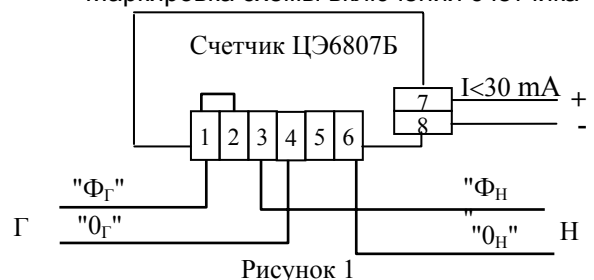 Маркировка схемы включения счетчика
Счетчик ЦЭ6807Б
7 I<30 mA +
8 -
1 2 3 4 5 6
"ФГ" "ФН"
Г "0Г" "0Н" Н
Рисунок 1